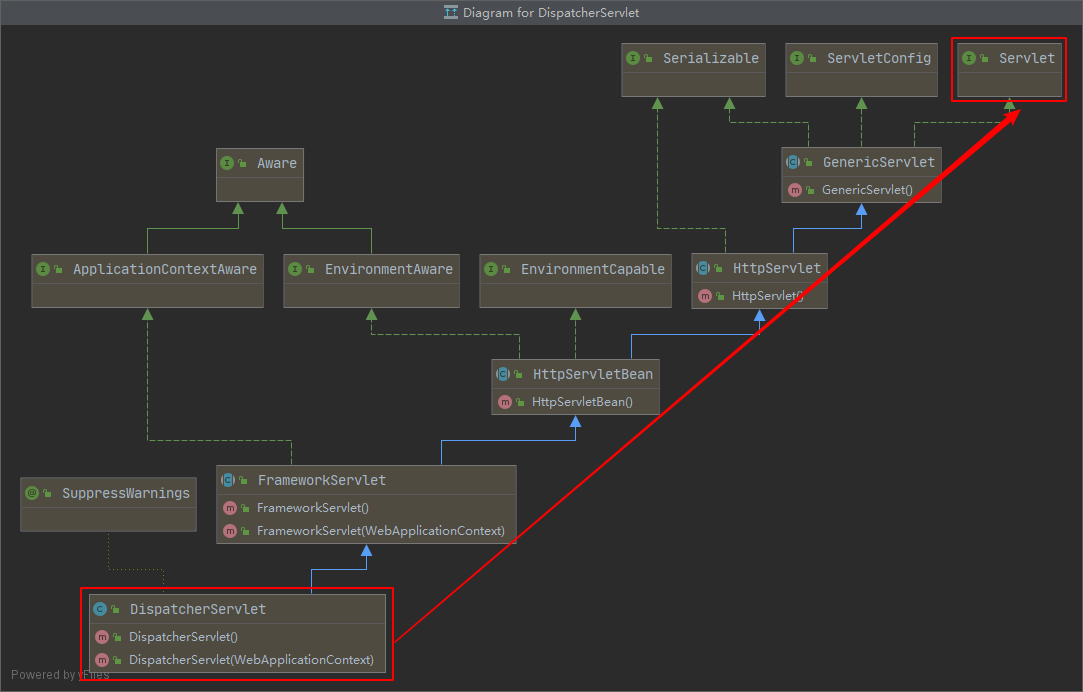 Diagram for DispatcherServlet
Serializable
ServletConfig
Servlet
Aware
GenericServlet
GenericServlet()
ApplicationContextAware
EnvironmentAware
EnvironmentCapable
HttpServlet
HttpServlet()
HttpServletBean
HttpServletBean()
FrameworkServlet
FrameworkServlet()
FrameworkServlet(WebApplicationContext)
SuppressWarnings
DispatcherServlet
DispatcherServlet()
DispatcherServlet(WebApplicationContext)
Powered by yFiles